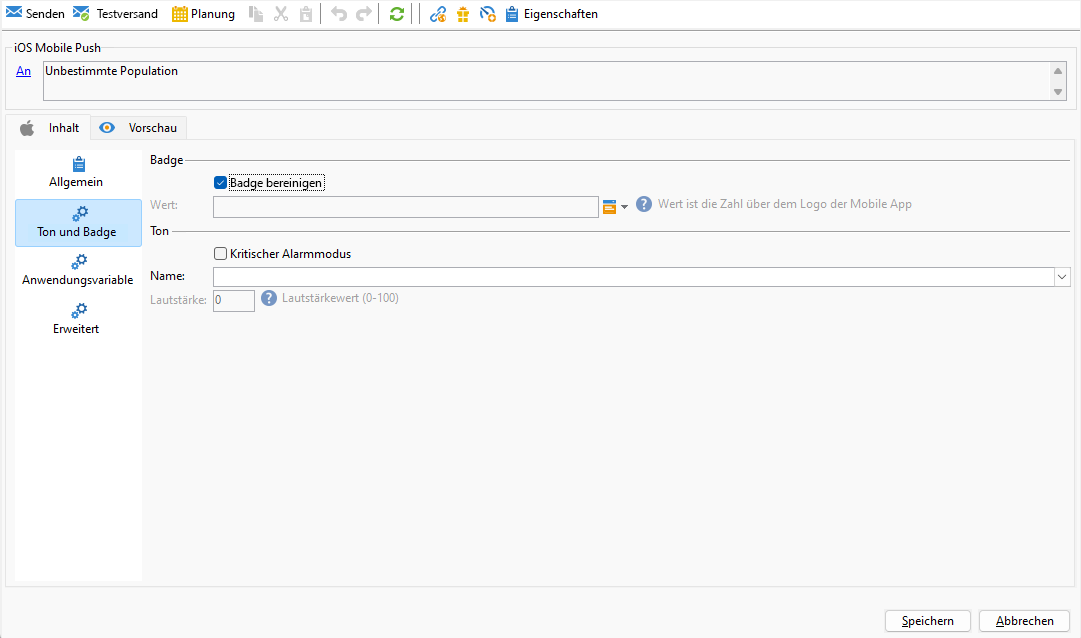 Senden Testversand Planung Eigenschaften
iOS Mobile Push
An Unbestimmte Population
Inhalt Vorschau
Allgemein
Ton und Badge
Anwendungsvariable
Erweitert
Badge
Badge bereinigen
Wert: Wert ist die Zahl über dem Logo der Mobile App
Ton
Kritischer Alarmmodus
Name:
Lautstärke: 0 Lautstärkewert (0-100)
Speichern Abbrechen